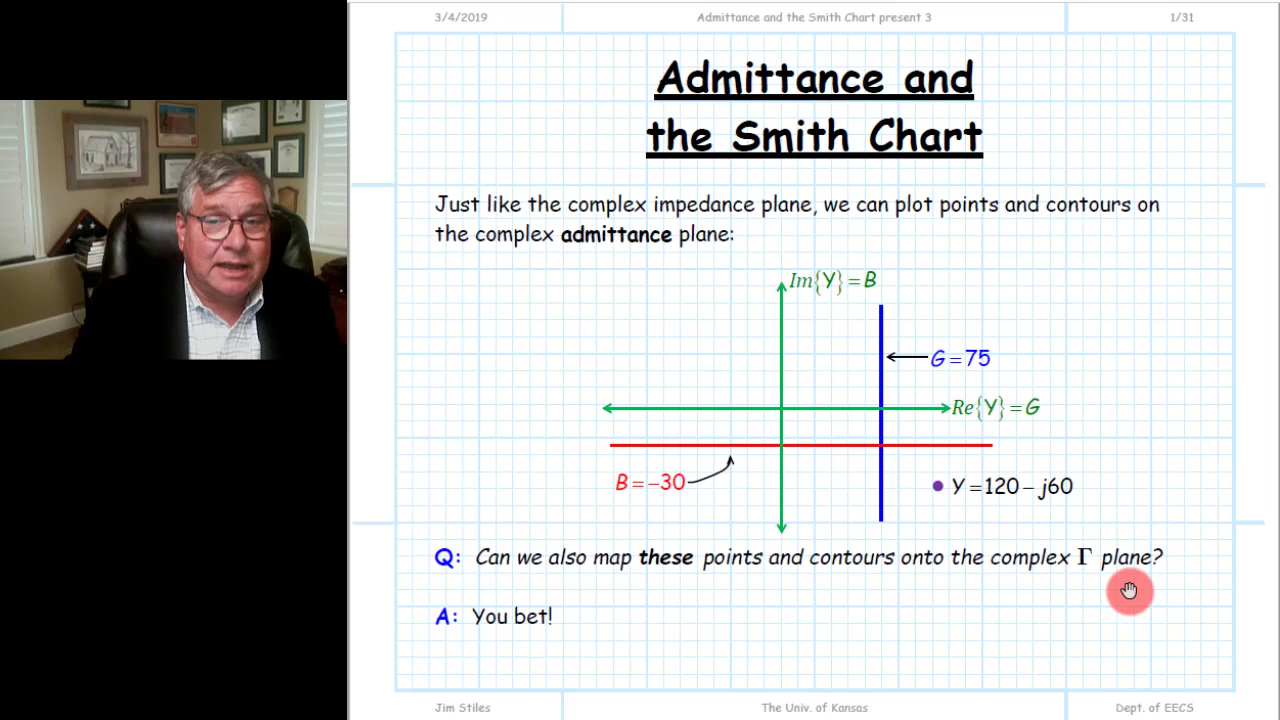 3/4/2019
Admittance and the Smith Chart present 3
1/31
Admittance and
the Smith Chart
Just like the complex impedance plane, we can plot points and contours on
the complex admittance plane:
Im{Y} = B
G = 75
Re{Y} = G
B = −30
Y = 120 − j60
Q: Can we also map these points and contours onto the complex Γ plane?
A: You bet!
Jim Stiles
The Univ. of Kansas
Dept. of EECS